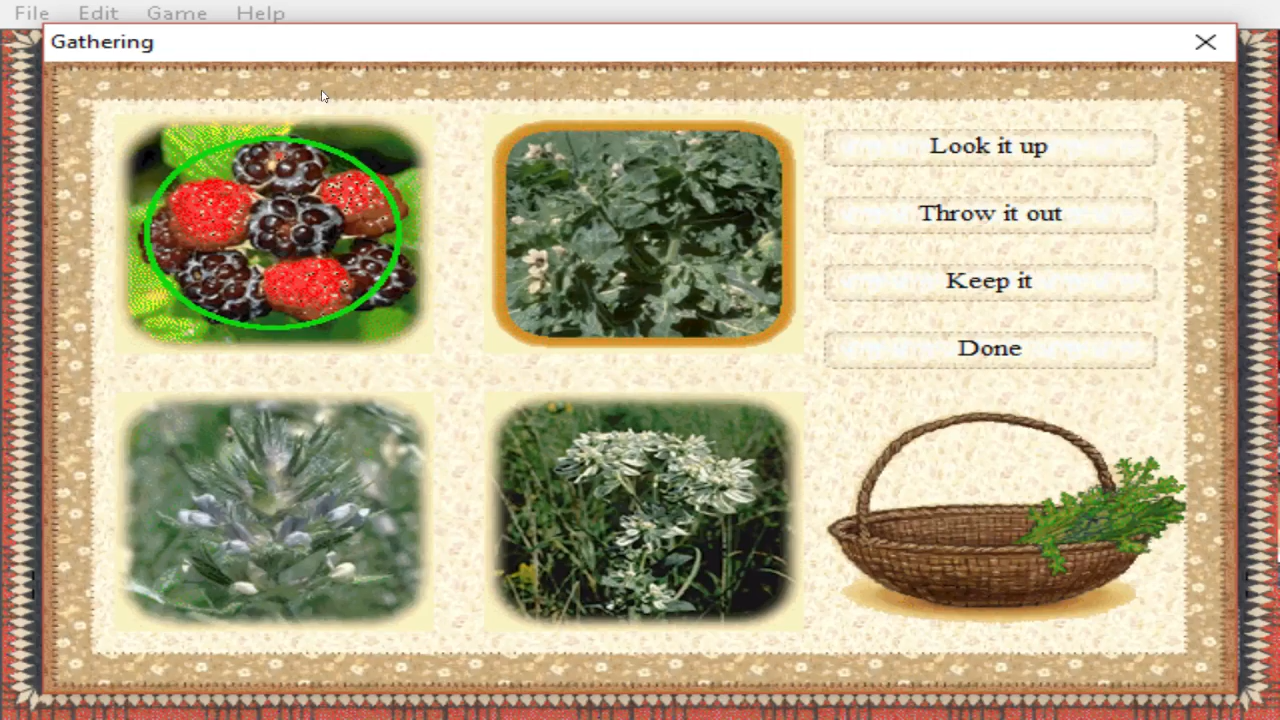 File Edit Game Help
Gathering
Look it up
Throw it out
Keep it
Done